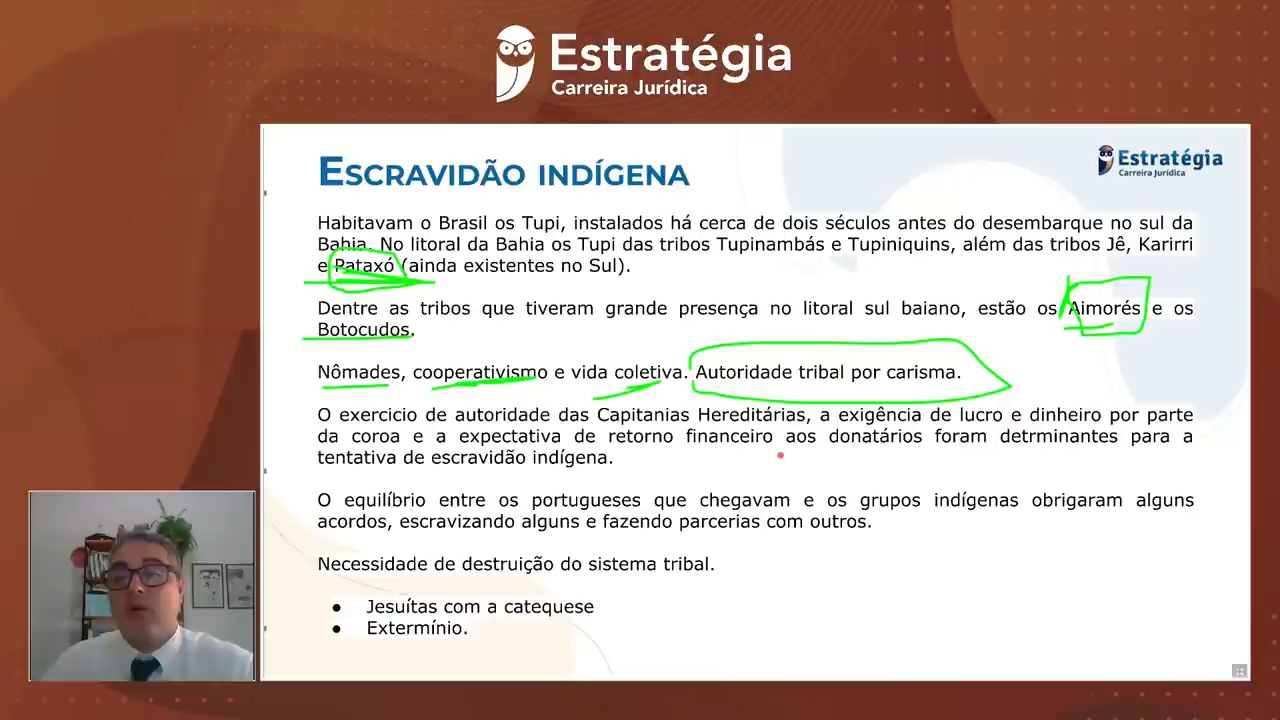 Estratégia
Carreira Jurídica
ESCRAVIDÃO INDÍGENA
Estratégia
Carreira Jurídica
Habitavam o Brasil os Tupi, instalados há cerca de dois séculos antes do desembarque no sul da
Bahia. No litoral da Bahia os Tupi das tribos Tupinambás e Tupiniquins, além das tribos Jê, Karirri
e Pataxó (ainda existentes no Sul).
Dentre as tribos que tiveram grande presença no litoral sul baiano, estão os Aimorés e os
Botocudos.
Nômades, cooperativismo e vida coletiva. Autoridade tribal por carisma.
O exercicio de autoridade das Capitanias Hereditárias, a exigência de lucro e dinheiro por parte
da coroa e a expectativa de retorno financeiro aos donatários foram detrminantes para a
tentativa de escravidão indígena.
O equilíbrio entre os portugueses que chegavam e os grupos indígenas obrigaram alguns
acordos, escravizando alguns e fazendo parcerias com outros.
Necessidade de destruição do sistema tribal.
● Jesuítas com a catequese
● Extermínio.